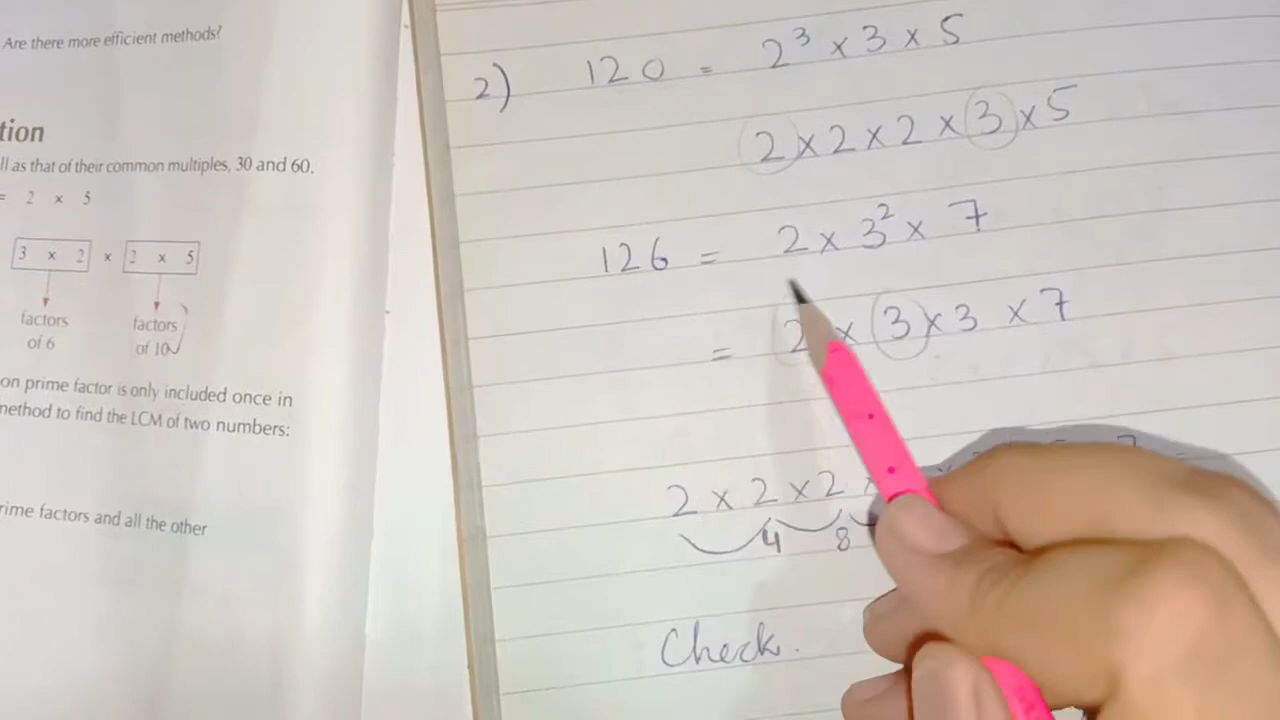 Are there more efficient methods?
tion
ll as that of their common multiples, 30 and 60.
= 2 × 5
3 × 2 × 2 × 5
factors of 6
factors of 10
on prime factor is only included once in
method to find the LCM of two numbers:
rime factors and all the other
2) 120 = 2³ × 3 × 5
2 × 2 × 2 × 3 × 5
126 = 2 × 3² × 7
= 2 × 3 × 3 × 7
2 × 2 × 2 ×
4 8
Check.